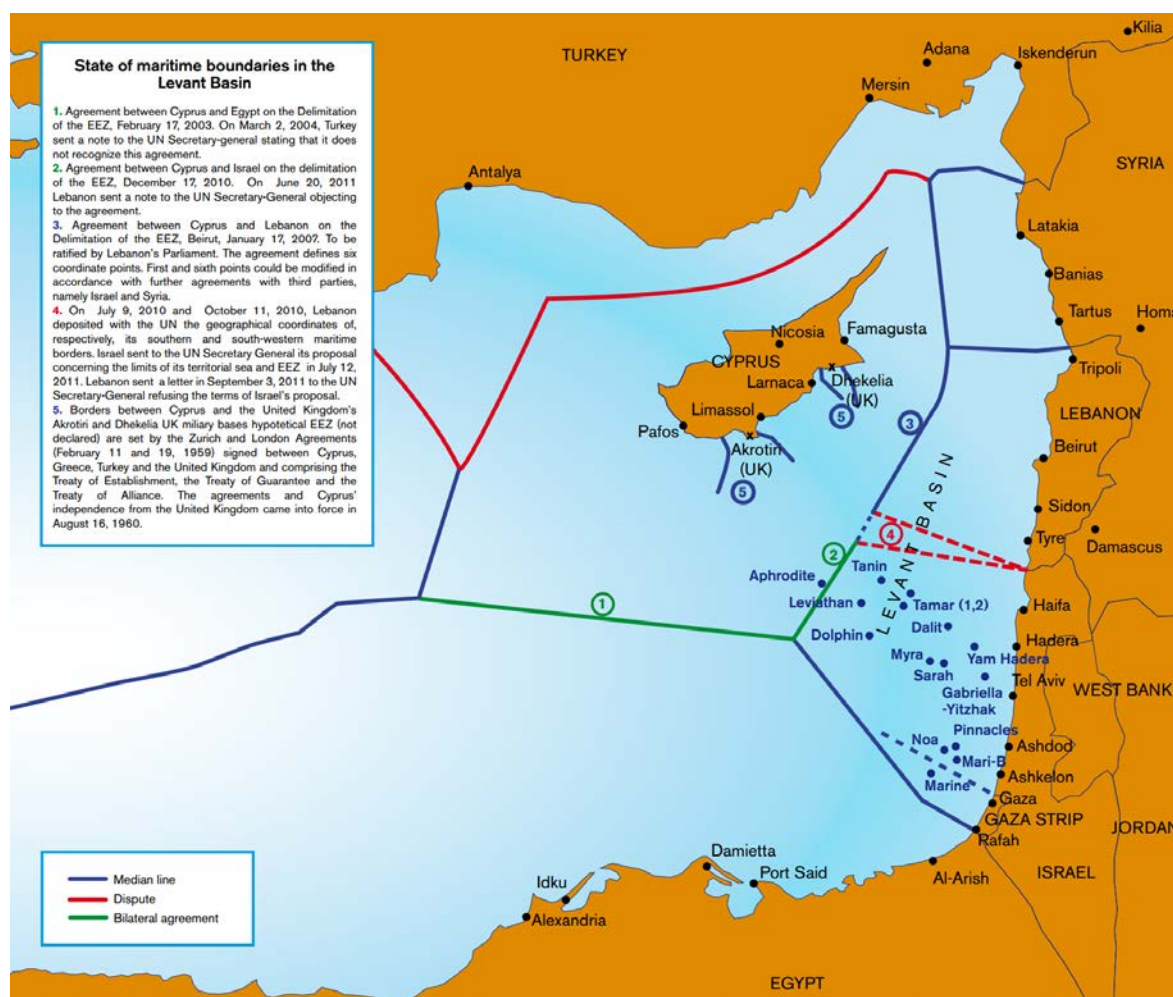 State of maritime boundaries in the
Levant Basin
1. Agreement between Cyprus and Egypt on the Delimitation
of the EEZ, February 17, 2003. On March 2, 2004, Turkey
sent a note to the UN Secretary-general stating that it does
not recognize this agreement.
2. Agreement between Cyprus and Israel on the delimitation
of the EEZ, December 17, 2010. On June 20, 2011
Lebanon sent a note to the UN Secretary-General objecting
to the agreement.
3. Agreement between Cyprus and Lebanon on the
Delimitation of the EEZ, Beirut, January 17, 2007. To be
ratified by Lebanon's Parliament. The agreement defines six
coordinate points. First and sixth points could be modified in
accordance with further agreements with third parties,
namely Israel and Syria.
4. On July 9, 2010 and October 11, 2010, Lebanon
deposited with the UN the geographical coordinates of,
respectively, its southern and south-western maritime
borders. Israel sent to the UN Secretary General its proposal
concerning the limits of its territorial sea and EEZ in July 12,
2011. Lebanon sent a letter in September 3, 2011 to the UN
Secretary-General refusing the terms of Israel's proposal.
5. Borders between Cyprus and the United Kingdom's
Akrotiri and Dhekelia UK miliary bases hypotetical EEZ (not
declared) are set by the Zurich and London Agreements
(February 11 and 19, 1959) signed between Cyprus,
Greece, Turkey and the United Kingdom and comprising the
Treaty of Establishment, the Treaty of Guarantee and the
Treaty of Alliance. The agreements and Cyprus'
independence from the United Kingdom came into force in
August 16, 1960.
TURKEY
Kilia
Adana
Iskenderun
Mersin
Antalya
SYRIA
Latakia
Banias
Tartus
Homs
Tripoli
Nicosia
Famagusta
CYPRUS
Larnaca
Dhekelia
(UK)
Limassol
Pafos
Akrotiri
(UK)
5
5
3
LEBANON
Beirut
Sidon
Tyre
Damascus
LEVANT BASIN
4
2
1
Aphrodite
Tanin
Leviathan
Tamar (1,2)
Dolphin
Dalit
Haifa
Hadera
Myra
Yam Hadera
Sarah
Gabriella
-Yitzhak
Tel Aviv
WEST BANK
Pinnacles
Noa
Ashdod
Mari-B
Marine
Ashkelon
Gaza
GAZA STRIP
Rafah
JORDAN
ISRAEL
Al-Arish
Damietta
Port Said
Idku
Alexandria
EGYPT
Median line
Dispute
Bilateral agreement